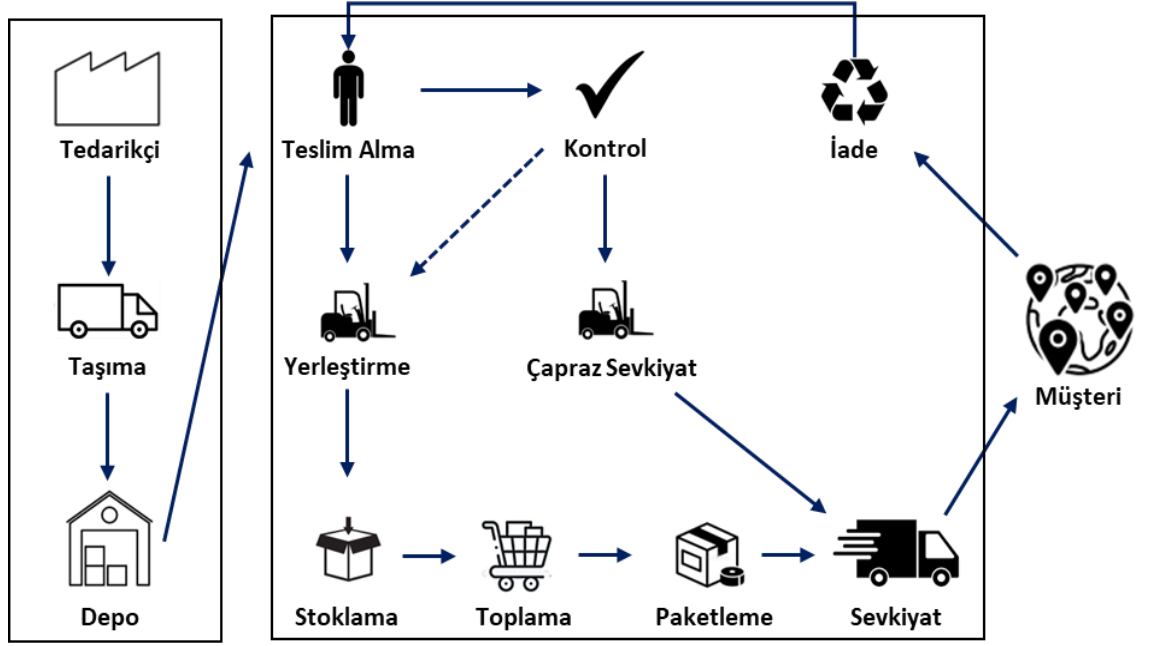 Tedarikçi
Taşıma
Depo
Teslim Alma
Kontrol
İade
Yerleştirme
Çapraz Sevkiyat
Müşteri
Stoklama
Toplama
Paketleme
Sevkiyat